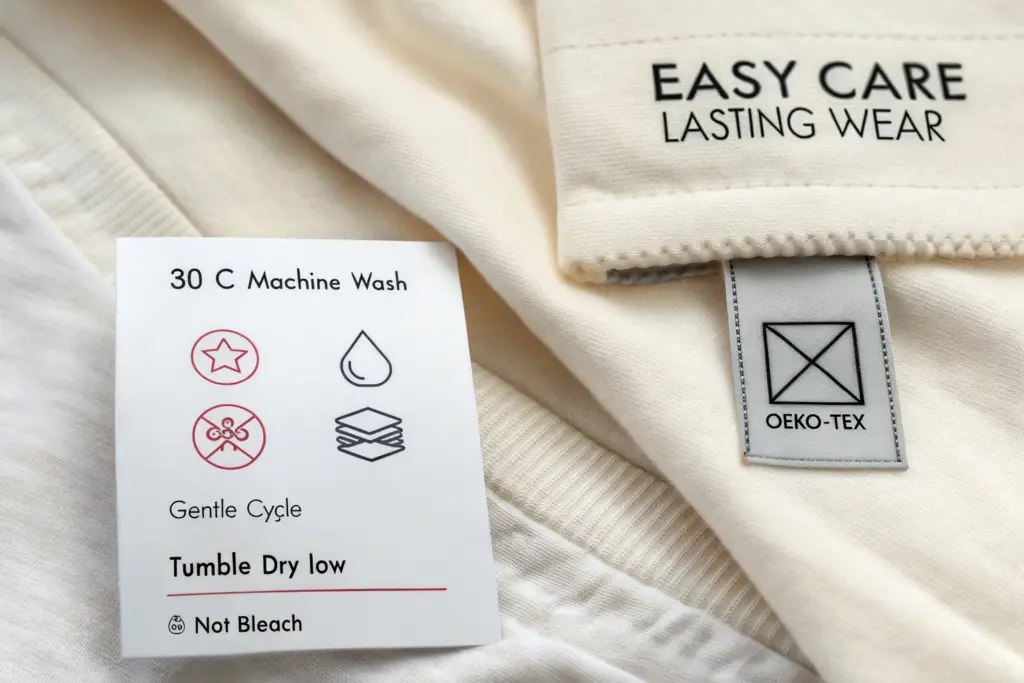 EASY CARE
LASTING WEAR
30 C Machine Wash
OEKO-TEX
Gentle Cycle
Tumble Dry low
Not Bleach